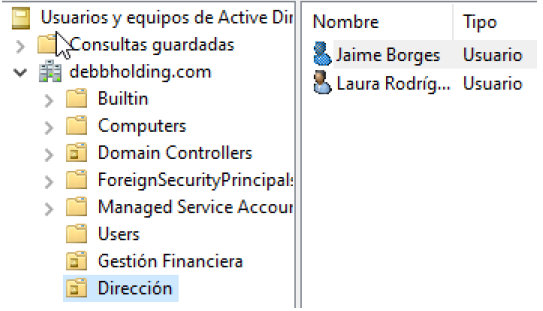 Usuarios y equipos de Active Dir
Consultas guardadas
debbholding.com
Builtin
Computers
Domain Controllers
ForeignSecurityPrincipals
Managed Service Accoun
Users
Gestión Financiera
Dirección
Nombre Tipo
Jaime Borges Usuario
Laura Rodríg... Usuario